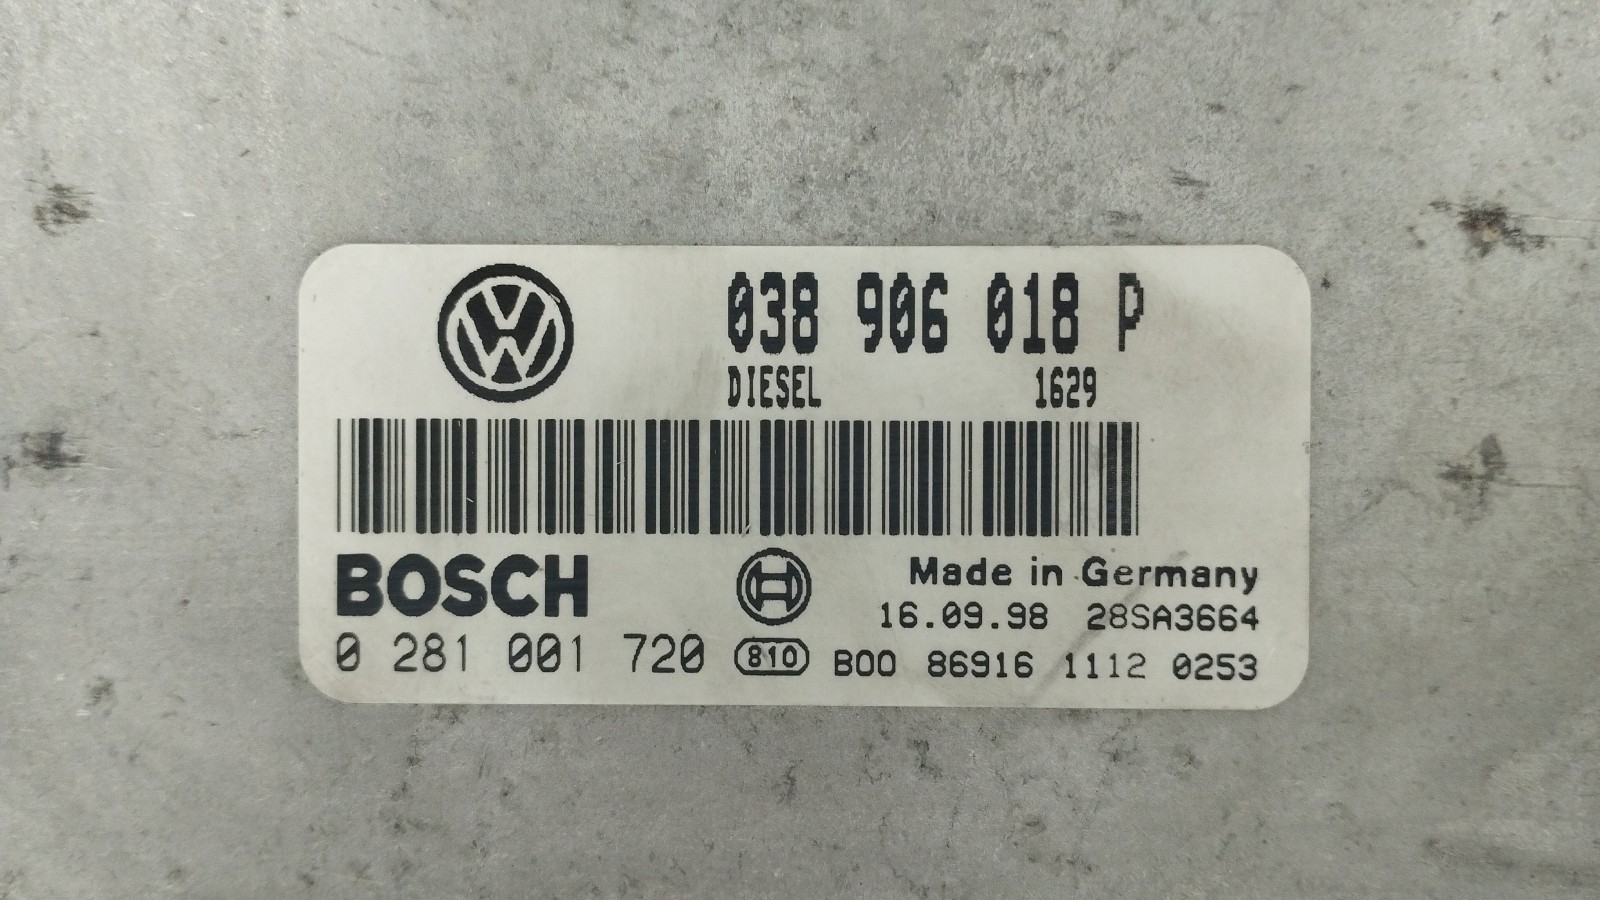 038 906 018 P
DIESEL 1629
BOSCH
Made in Germany
16.09.98 28SA3664
0 281 001 720 810 B00 86916 1112 0253